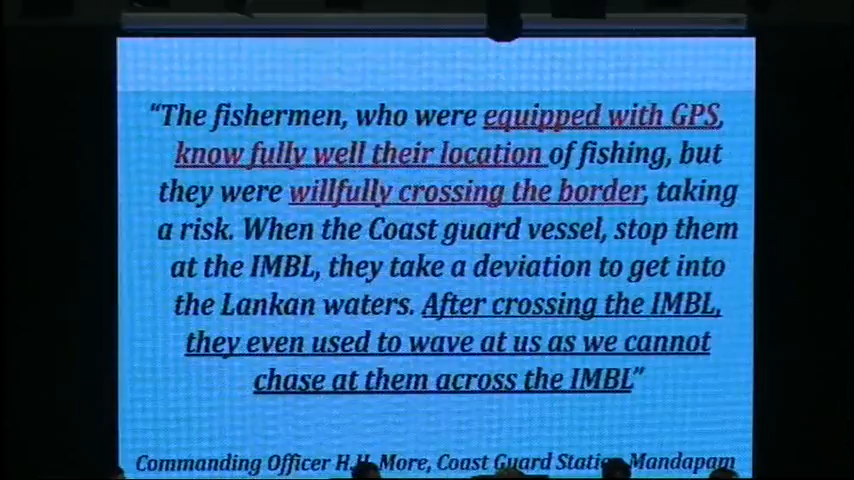 “The fishermen, who were equipped with GPS,
know fully well their location of fishing, but
they were willfully crossing the border, taking
a risk. When the Coast guard vessel, stop them
at the IMBL, they take a deviation to get into
the Lankan waters. After crossing the IMBL,
they even used to wave at us as we cannot
chase at them across the IMBL”
Commanding Officer H.H. More, Coast Guard Station Mandapam